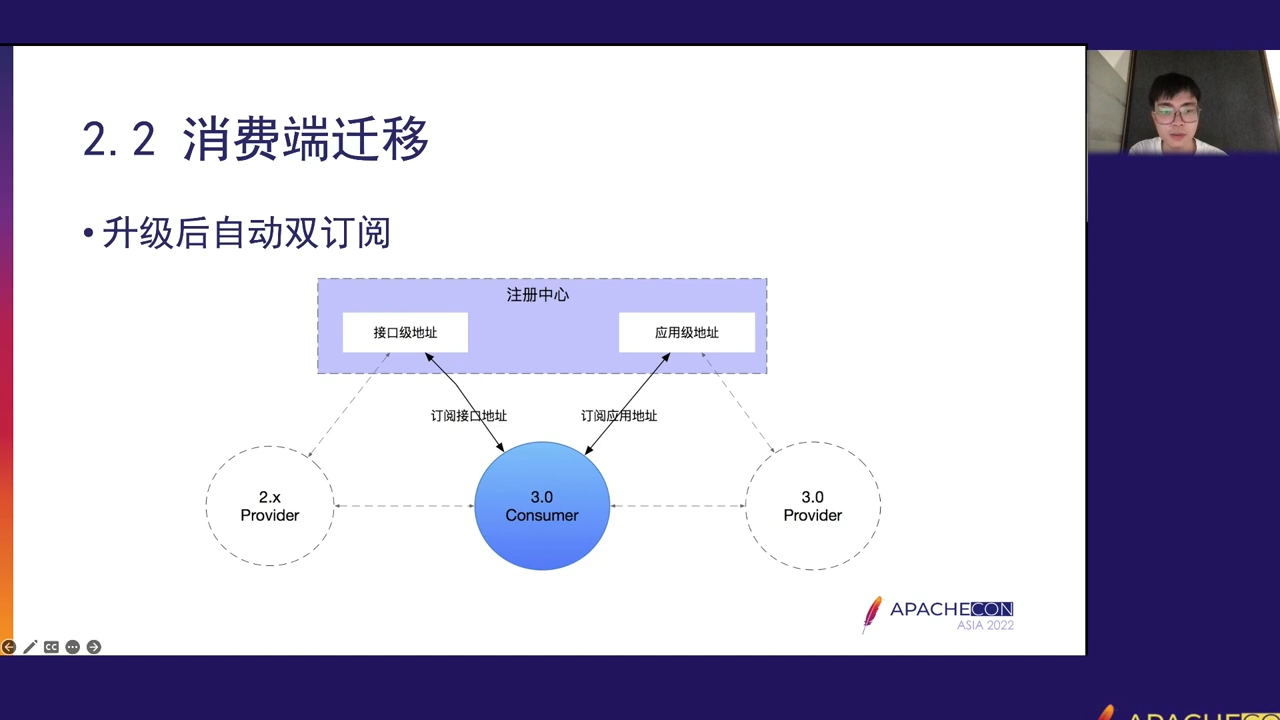 2.2 消费端迁移
•升级后自动双订阅
注册中心
接口级地址
应用级地址
订阅接口地址
订阅应用地址
2.x
Provider
3.0
Consumer
3.0
Provider
APACHECON
ASIA 2022
CC
APACHECO